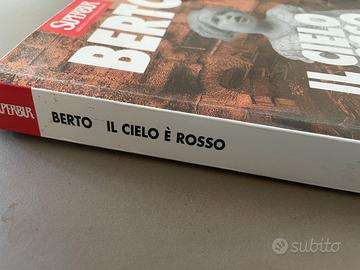 SUPERBUR
BERTO
IL CIELO
SUPERBUR BERTO IL CIELO È ROSSO
subito